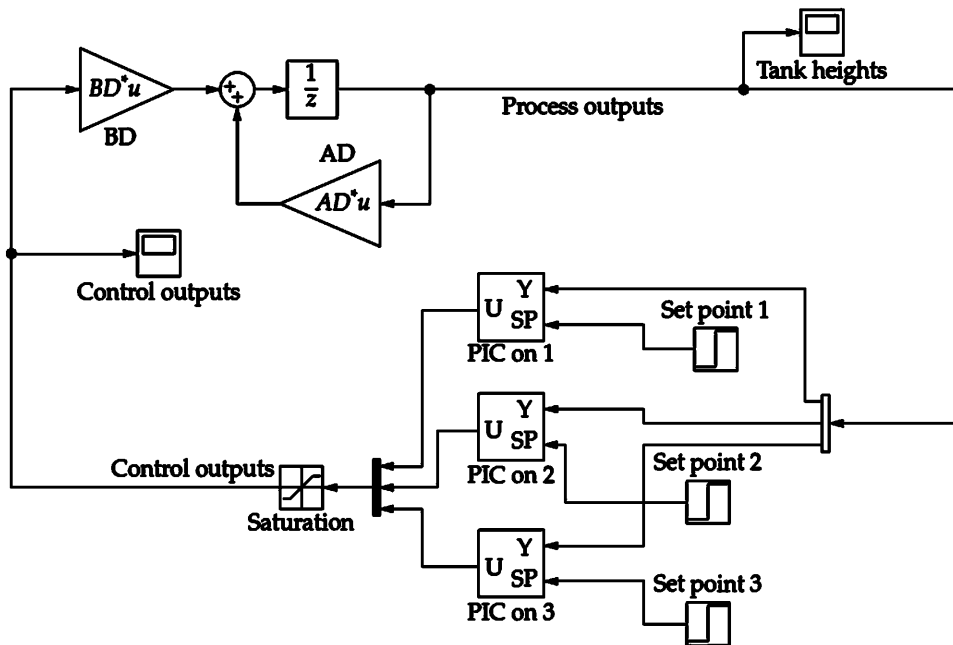 Tank heights
BD*u
BD
+
+
1
z
Process outputs
AD
AD*u
Control outputs
Y
U
SP
PIC on 1
Set point 1
Y
U
SP
PIC on 2
Set point 2
Control outputs
Saturation
Y
U
SP
PIC on 3
Set point 3